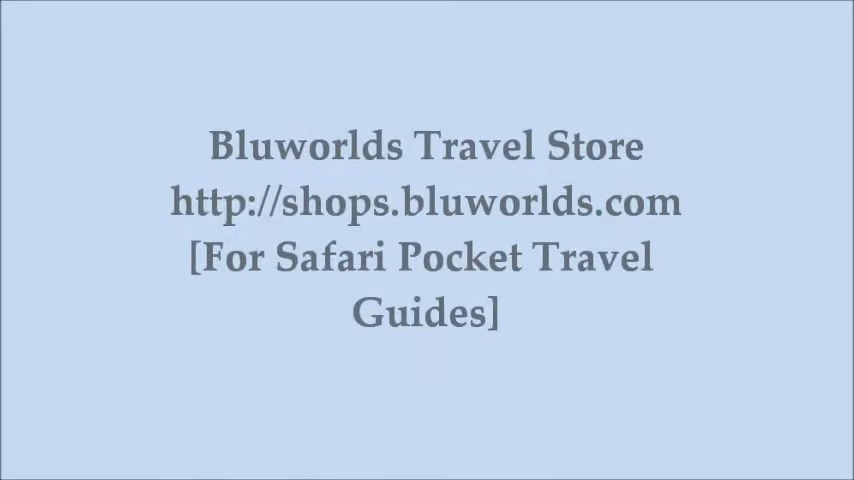 Bluworlds Travel Store
http://shops.bluworlds.com
[For Safari Pocket Travel
Guides]